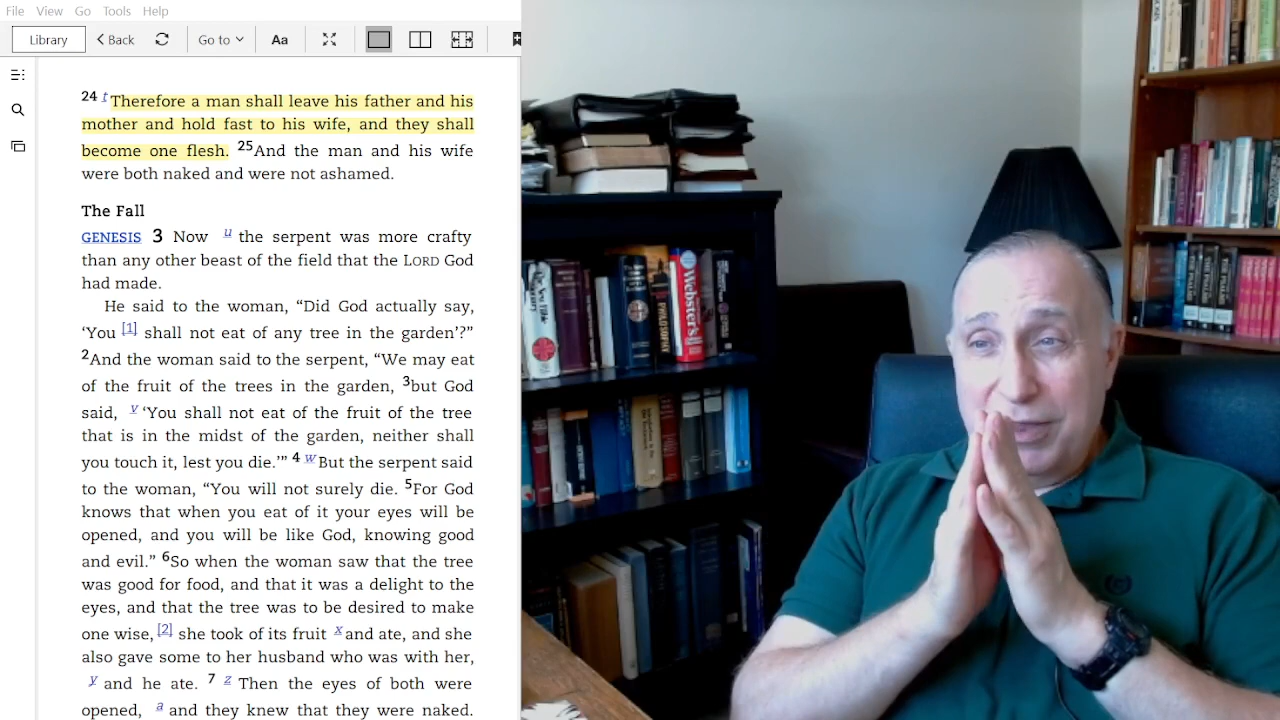 File View Go Tools Help
Library Back Go to Aa
24 t Therefore a man shall leave his father and his
mother and hold fast to his wife, and they shall
become one flesh. 25 And the man and his wife
were both naked and were not ashamed.
The Fall
GENESIS 3 Now u the serpent was more crafty
than any other beast of the field that the LORD God
had made.
He said to the woman, “Did God actually say,
‘You [1] shall not eat of any tree in the garden’?”
2 And the woman said to the serpent, “We may eat
of the fruit of the trees in the garden, 3 but God
said, v ‘You shall not eat of the fruit of the tree
that is in the midst of the garden, neither shall
you touch it, lest you die.’” 4 w But the serpent said
to the woman, “You will not surely die. 5 For God
knows that when you eat of it your eyes will be
opened, and you will be like God, knowing good
and evil.” 6 So when the woman saw that the tree
was good for food, and that it was a delight to the
eyes, and that the tree was to be desired to make
one wise, [2] she took of its fruit x and ate, and she
also gave some to her husband who was with her,
y and he ate. 7 z Then the eyes of both were
opened, a and they knew that they were naked.
Webster's
PHILOSOPHY